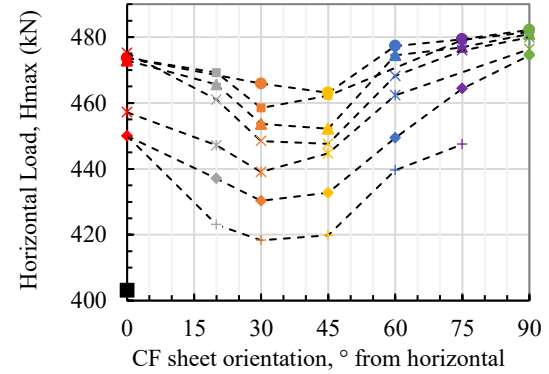 Horizontal Load, Hmax (kN)
480
460
440
420
400
0 15 30 45 60 75 90
CF sheet orientation, ° from horizontal